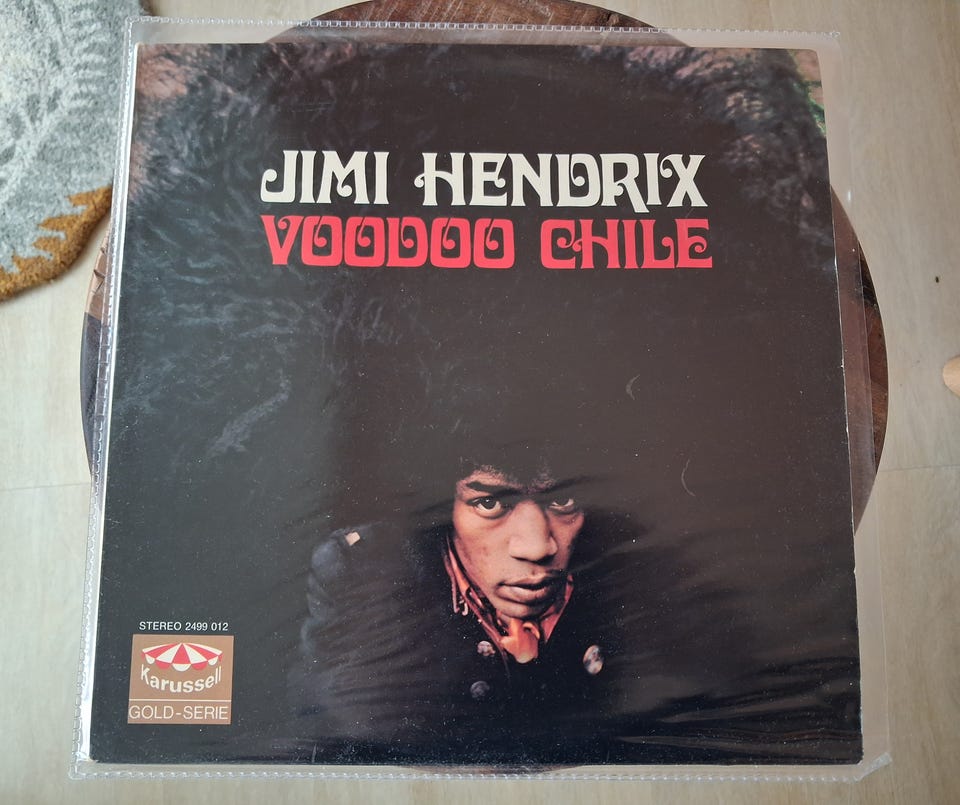 JIMI HENDRIX
VOODOO CHILE
STEREO 2499 012
Karussell
GOLD-SERIE